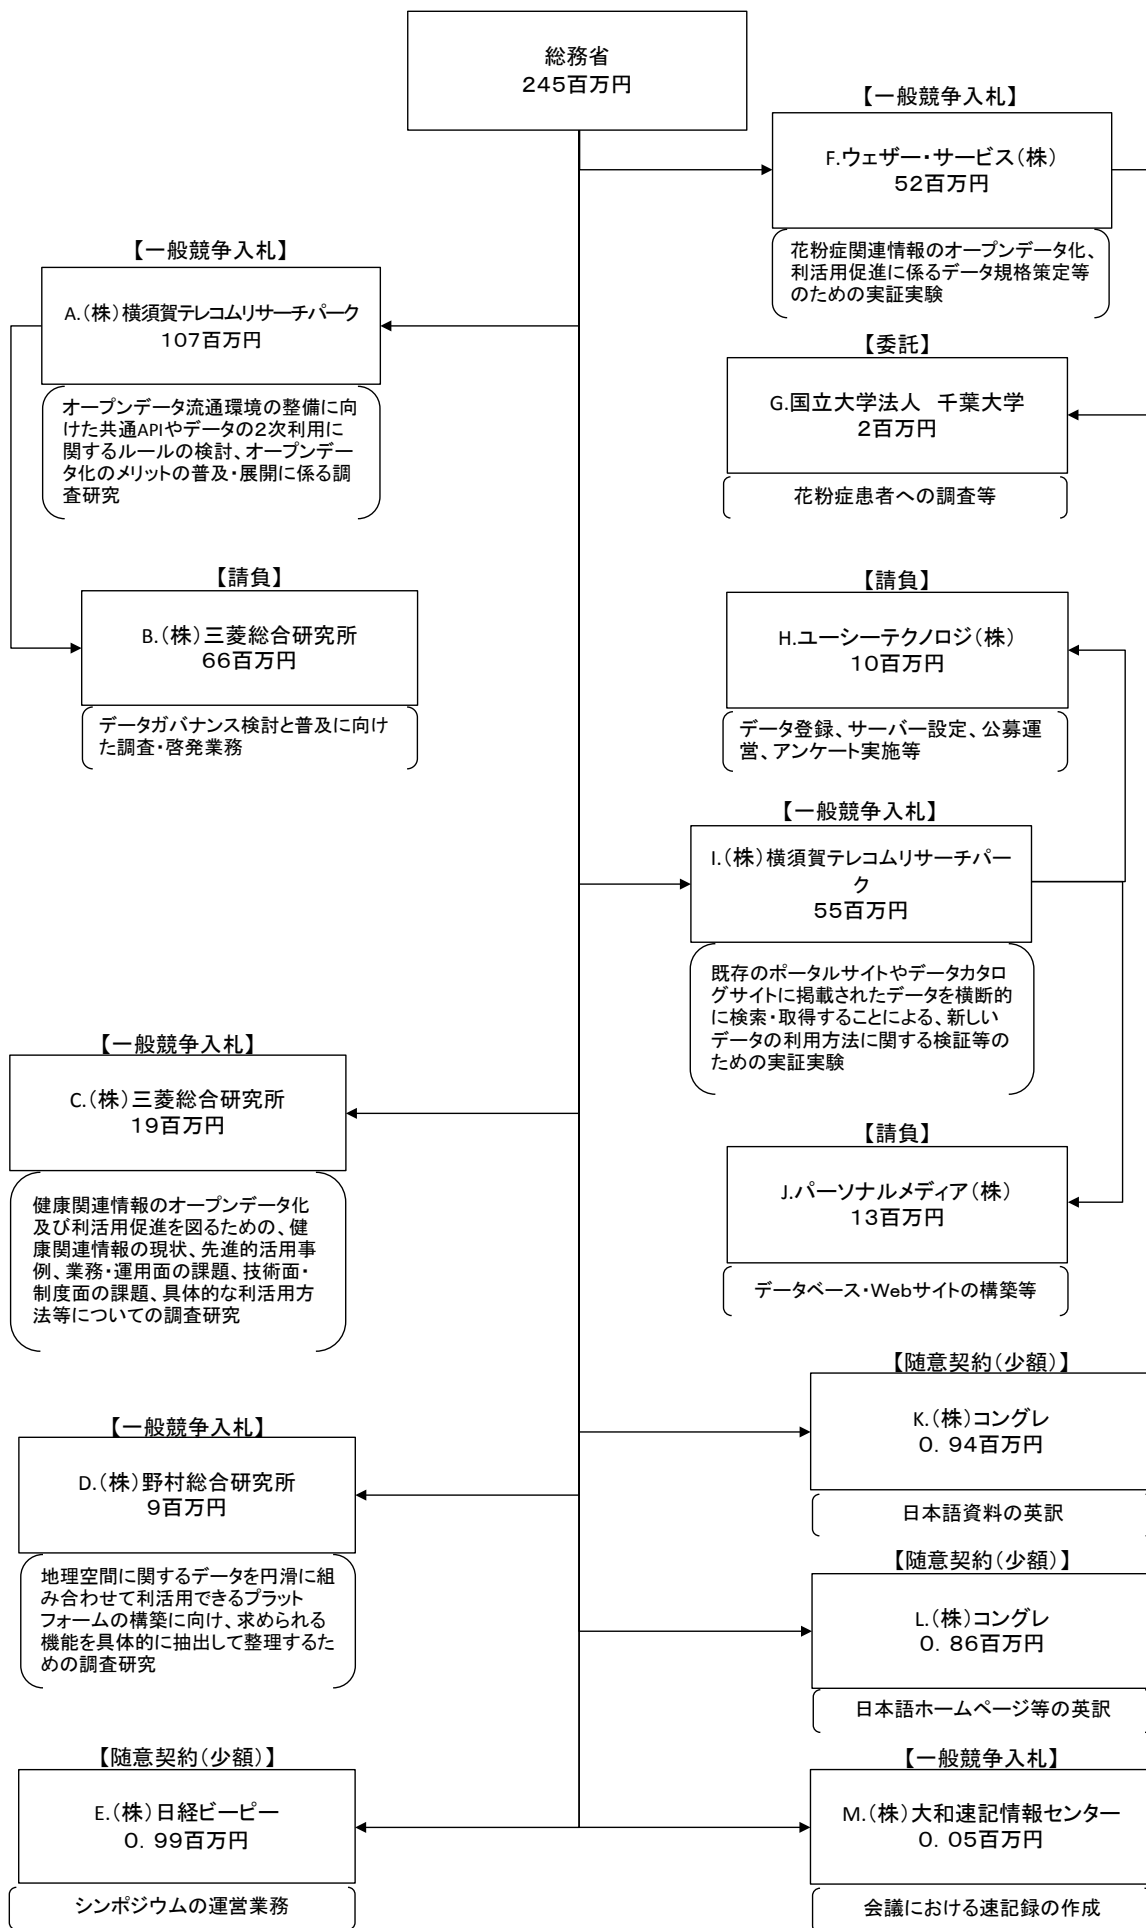 総務省
245百万円
【一般競争入札】
F.ウェザー・サービス(株)
52百万円
花粉症関連情報のオープンデータ化、
利活用促進に係るデータ規格策定等
のための実証実験
【一般競争入札】
A.(株)横須賀テレコムリサーチパーク
107百万円
オープンデータ流通環境の整備に向
けた共通APIやデータの2次利用に
関するルールの検討、オープンデー
タ化のメリットの普及・展開に係る調
査研究
【委託】
G.国立大学法人　千葉大学
2百万円
花粉症患者への調査等
【請負】
B.(株)三菱総合研究所
66百万円
データガバナンス検討と普及に向け
た調査・啓発業務
【請負】
H.ユーシーテクノロジ(株)
10百万円
データ登録、サーバー設定、公募運
営、アンケート実施等
【一般競争入札】
I.(株)横須賀テレコムリサーチパー
ク
55百万円
既存のポータルサイトやデータカタロ
グサイトに掲載されたデータを横断的
に検索・取得することによる、新しい
データの利用方法に関する検証等の
ための実証実験
【一般競争入札】
C.(株)三菱総合研究所
19百万円
健康関連情報のオープンデータ化
及び利活用促進を図るための、健
康関連情報の現状、先進的活用事
例、業務・運用面の課題、技術面・
制度面の課題、具体的な利活用方
法等についての調査研究
【請負】
J.パーソナルメディア(株)
13百万円
データベース・Webサイトの構築等
【随意契約(少額)】
K.(株)コングレ
0．94百万円
日本語資料の英訳
【一般競争入札】
D.(株)野村総合研究所
9百万円
地理空間に関するデータを円滑に組
み合わせて利活用できるプラット
フォームの構築に向け、求められる
機能を具体的に抽出して整理するた
めの調査研究
【随意契約(少額)】
L.(株)コングレ
0．86百万円
日本語ホームページ等の英訳
【随意契約(少額)】
E.(株)日経ビーピー
0．99百万円
シンポジウムの運営業務
【一般競争入札】
M.(株)大和速記情報センター
0．05百万円
会議における速記録の作成